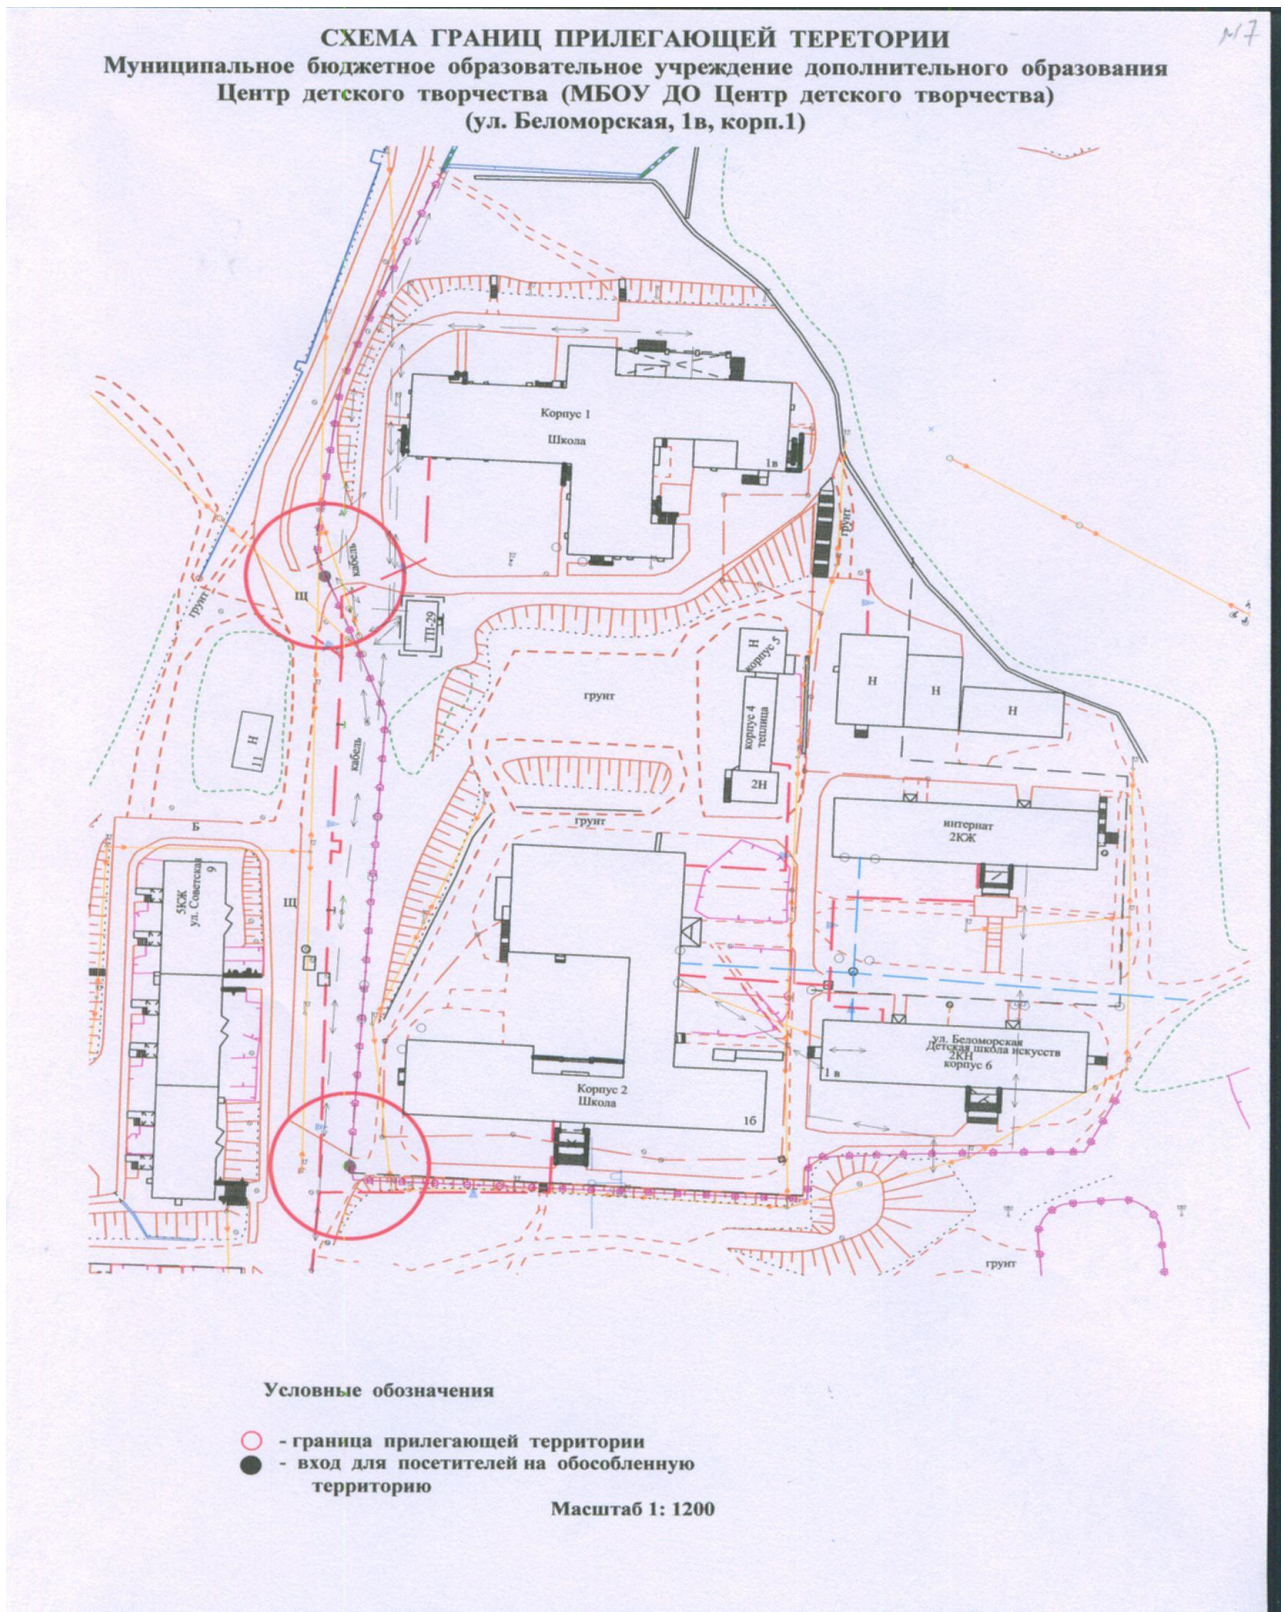 №7
СХЕМА ГРАНИЦ ПРИЛЕГАЮЩЕЙ ТЕРЕТОРИИ
Муниципальное бюджетное образовательное учреждение дополнительного образования
Центр детского творчества (МБОУ ДО Центр детского творчества)
(ул. Беломорская, 1в, корп.1)
Корпус 1
Школа
1в
грунт
кабель
Щ
грунт
ТП-29
Н
корпус 5
грунт
Н
Н
Н
корпус 4
теплица
Н
11
кабель
2Н
грунт
Б
интернат
2КЖ
5КЖ
ул. Советская
9
Щ
ул. Беломорская
Детская школа искусств
2КН
корпус 6
1 в
Корпус 2
Школа
1б
грунт
Условные обозначения
- граница прилегающей территории
- вход для посетителей на обособленную
территорию
Масштаб 1: 1200